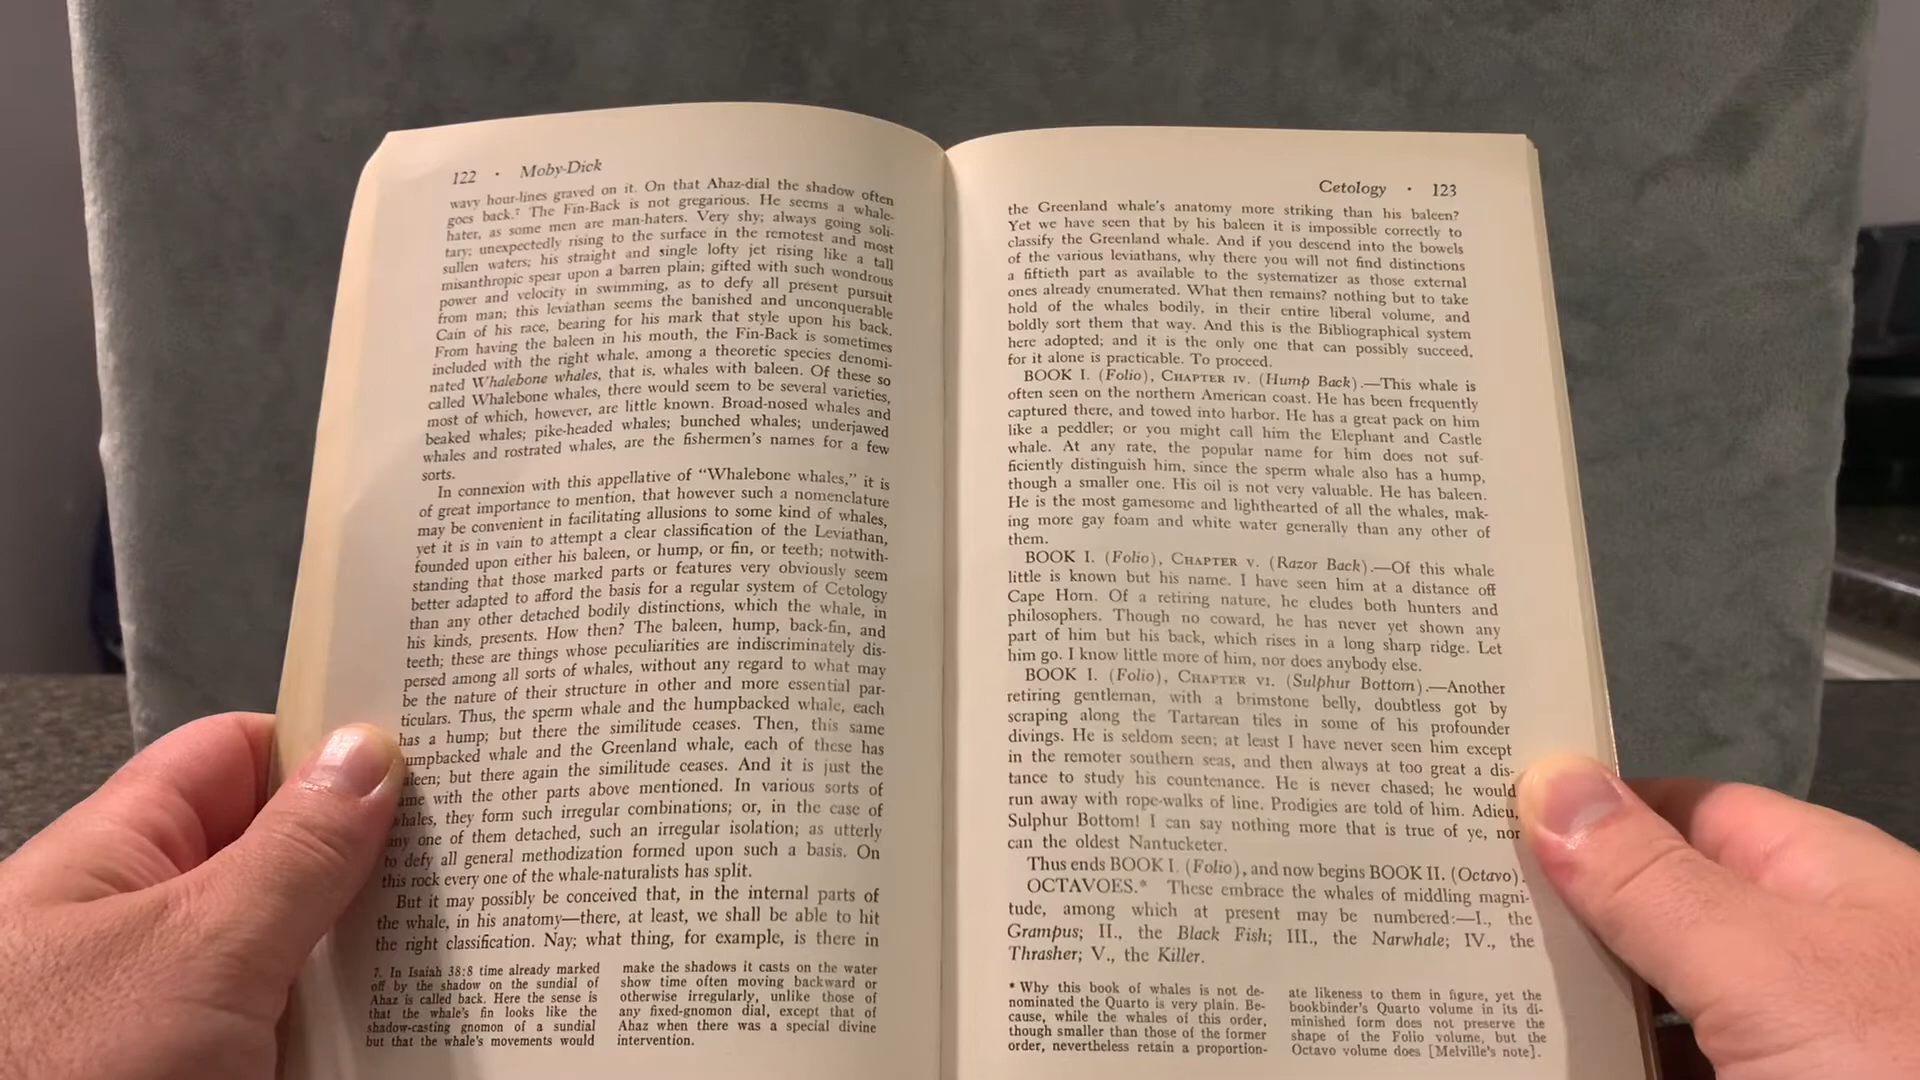 122 · Moby-Dick
wavy hour-lines graved on it. On that Ahaz-dial the shadow often
goes back.⁷ The Fin-Back is not gregarious. He seems a whale-
hater, as some men are man-haters. Very shy; always going soli-
tary; unexpectedly rising to the surface in the remotest and most
sullen waters; his straight and single lofty jet rising like a tall
misanthropic spear upon a barren plain; gifted with such wondrous
power and velocity in swimming, as to defy all present pursuit
from man; this leviathan seems the banished and unconquerable
Cain of his race, bearing for his mark that style upon his back.
From having the baleen in his mouth, the Fin-Back is sometimes
included with the right whale, among a theoretic species denomi-
nated Whalebone whales, that is, whales with baleen. Of these so
called Whalebone whales, there would seem to be several varieties,
most of which, however, are little known. Broad-nosed whales and
beaked whales; pike-headed whales; bunched whales; underjawed
whales and rostrated whales, are the fishermen's names for a few
sorts.
In connexion with this appellative of "Whalebone whales," it is
of great importance to mention, that however such a nomenclature
may be convenient in facilitating allusions to some kind of whales,
yet it is in vain to attempt a clear classification of the Leviathan,
founded upon either his baleen, or hump, or fin, or teeth; notwith-
standing that those marked parts or features very obviously seem
better adapted to afford the basis for a regular system of Cetology
than any other detached bodily distinctions, which the whale, in
his kinds, presents. How then? The baleen, hump, back-fin, and
teeth; these are things whose peculiarities are indiscriminately dis-
persed among all sorts of whales, without any regard to what may
be the nature of their structure in other and more essential par-
ticulars. Thus, the sperm whale and the humpbacked whale, each
has a hump; but there the similitude ceases. Then, this same
umpbacked whale and the Greenland whale, each of these has
aleen; but there again the similitude ceases. And it is just the
ame with the other parts above mentioned. In various sorts of
whales, they form such irregular combinations; or, in the case of
any one of them detached, such an irregular isolation; as utterly
to defy all general methodization formed upon such a basis. On
this rock every one of the whale-naturalists has split.
But it may possibly be conceived that, in the internal parts of
the whale, in his anatomy—there, at least, we shall be able to hit
the right classification. Nay; what thing, for example, is there in
7. In Isaiah 38:8 time already marked
off by the shadow on the sundial of
Ahaz is called back. Here the sense is
that the whale's fin looks like the
shadow-casting gnomon of a sundial
but that the whale's movements would
make the shadows it casts on the water
show time often moving backward or
otherwise irregularly, unlike those of
any fixed-gnomon dial, except that of
Ahaz when there was a special divine
intervention.
Cetology · 123
the Greenland whale's anatomy more striking than his baleen?
Yet we have seen that by his baleen it is impossible correctly to
classify the Greenland whale. And if you descend into the bowels
of the various leviathans, why there you will not find distinctions
a fiftieth part as available to the systematizer as those external
ones already enumerated. What then remains? nothing but to take
hold of the whales bodily, in their entire liberal volume, and
boldly sort them that way. And this is the Bibliographical system
here adopted; and it is the only one that can possibly succeed,
for it alone is practicable. To proceed.
BOOK I. (Folio), CHAPTER IV. (Hump Back).—This whale is
often seen on the northern American coast. He has been frequently
captured there, and towed into harbor. He has a great pack on him
like a peddler; or you might call him the Elephant and Castle
whale. At any rate, the popular name for him does not suf-
ficiently distinguish him, since the sperm whale also has a hump,
though a smaller one. His oil is not very valuable. He has baleen.
He is the most gamesome and lighthearted of all the whales, mak-
ing more gay foam and white water generally than any other of
them.
BOOK I. (Folio), CHAPTER V. (Razor Back).—Of this whale
little is known but his name. I have seen him at a distance off
Cape Horn. Of a retiring nature, he eludes both hunters and
philosophers. Though no coward, he has never yet shown any
part of him but his back, which rises in a long sharp ridge. Let
him go. I know little more of him, nor does anybody else.
BOOK I. (Folio), CHAPTER VI. (Sulphur Bottom).—Another
retiring gentleman, with a brimstone belly, doubtless got by
scraping along the Tartarean tiles in some of his profounder
divings. He is seldom seen; at least I have never seen him except
in the remoter southern seas, and then always at too great a dis-
tance to study his countenance. He is never chased; he would
run away with rope-walks of line. Prodigies are told of him. Adieu,
Sulphur Bottom! I can say nothing more that is true of ye, nor
can the oldest Nantucketer.
Thus ends BOOK I. (Folio), and now begins BOOK II. (Octavo).
OCTAVOES.* These embrace the whales of middling magni-
tude, among which at present may be numbered:—I., the
Grampus; II., the Black Fish; III., the Narwhale; IV., the
Thrasher; V., the Killer.
* Why this book of whales is not de-
nominated the Quarto is very plain. Be-
cause, while the whales of this order,
though smaller than those of the former
order, nevertheless retain a proportion-
ate likeness to them in figure, yet the
bookbinder's Quarto volume in its di-
minished form does not preserve the
shape of the Folio volume, but the
Octavo volume does [Melville's note].